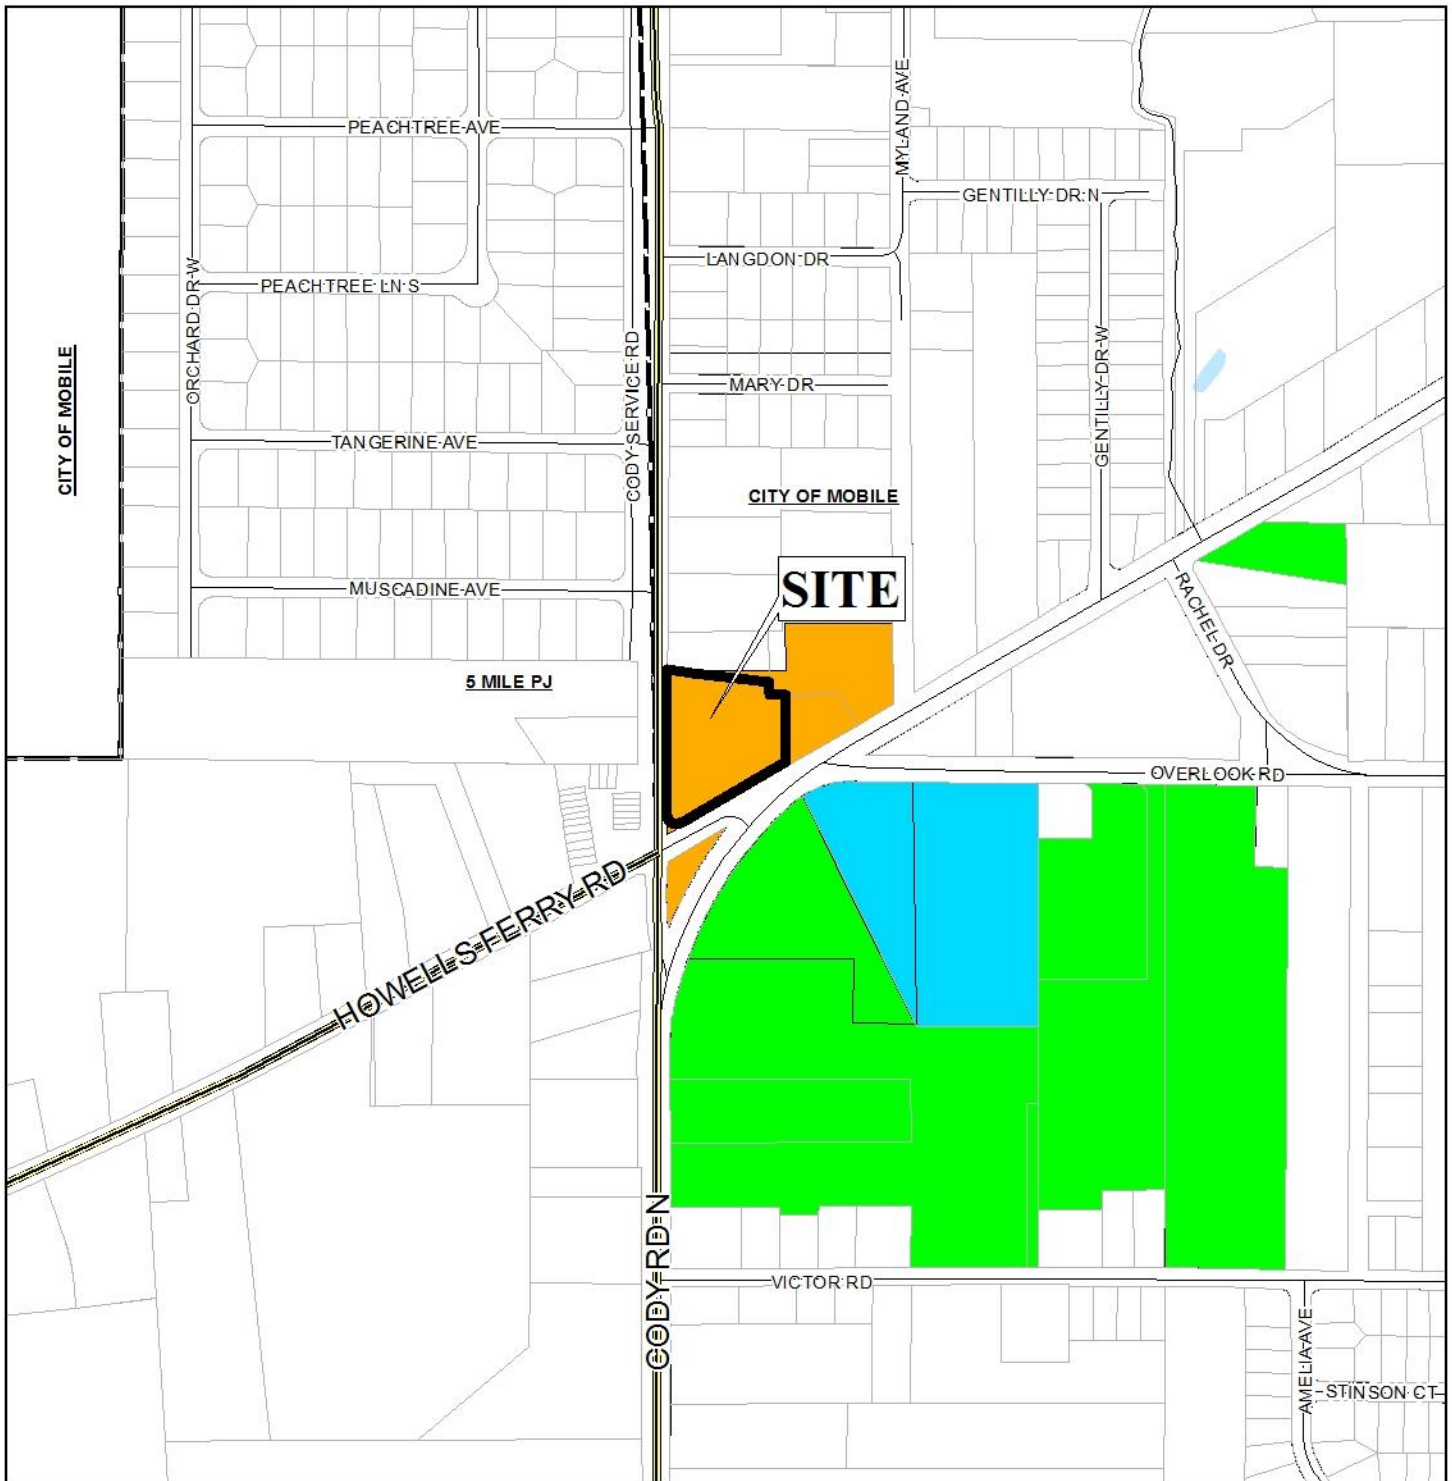 MYLAND AVE
PEACHTREE AVE
GENTILLY DR N
LANGDON DR
ORCHARD DR W
PEACHTREE LN S
CITY OF MOBILE
CODY SERVICE RD
GENTILLY DR W
MARY DR
TANGERINE AVE
CITY OF MOBILE
SITE
MUSCADINE AVE
RACHEL DR
5 MILE PJ
OVERLOOK RD
HOWELLS FERRY RD
CODY RD N
VICTOR RD
AMELIA AVE
STINSON CT